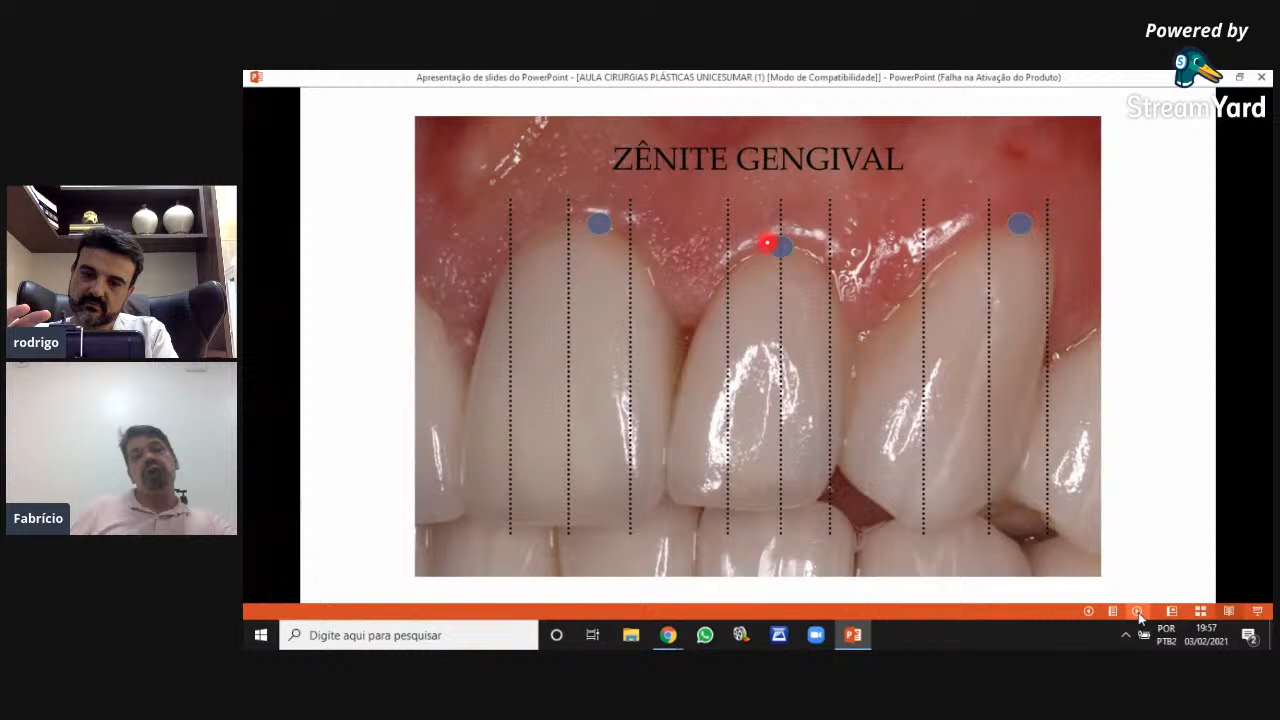 Powered by
StreamYard
Apresentação de slides do PowerPoint - [AULA CIRURGIAS PLÁSTICAS UNICESUMAR (1) [Modo de Compatibilidade]] - PowerPoint (Falha na Ativação do Produto)
ZÊNITE GENGIVAL
rodrigo
Fabrício
Digite aqui para pesquisar
POR
PTB2
19:57
03/02/2021
2